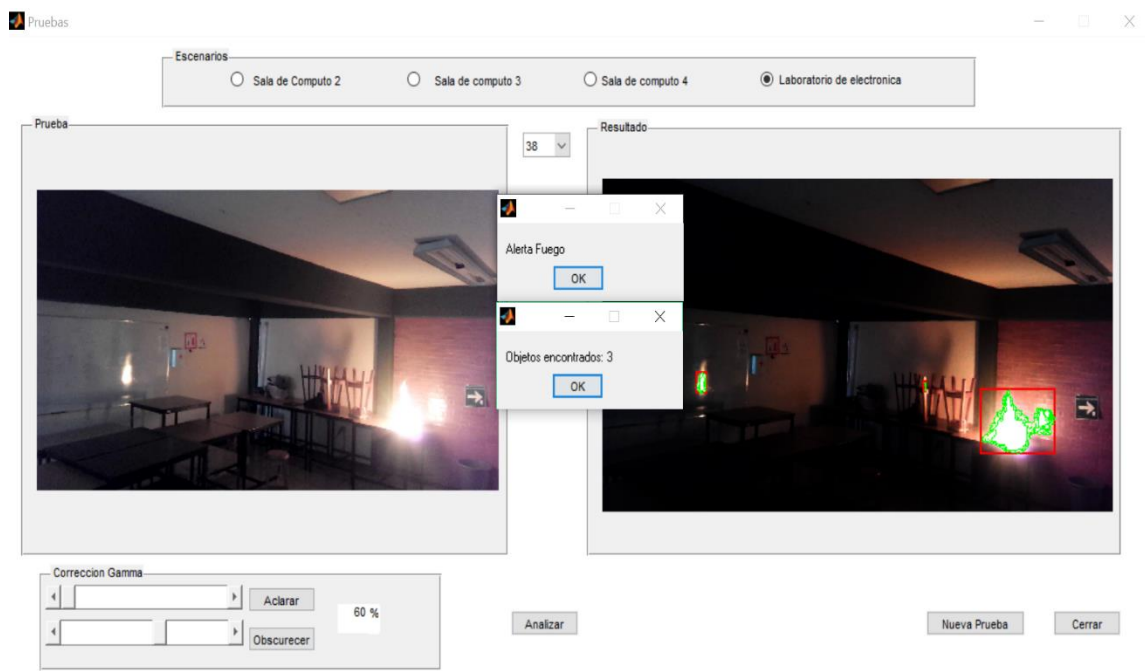 Pruebas
Escenarios
Sala de Computo 2
Sala de computo 3
Sala de computo 4
Laboratorio de electronica
Prueba
38
Resultado
Alerta Fuego
OK
Objetos encontrados: 3
OK
Correccion Gamma
Aclarar
60 %
Obscurecer
Analizar
Nueva Prueba
Cerrar